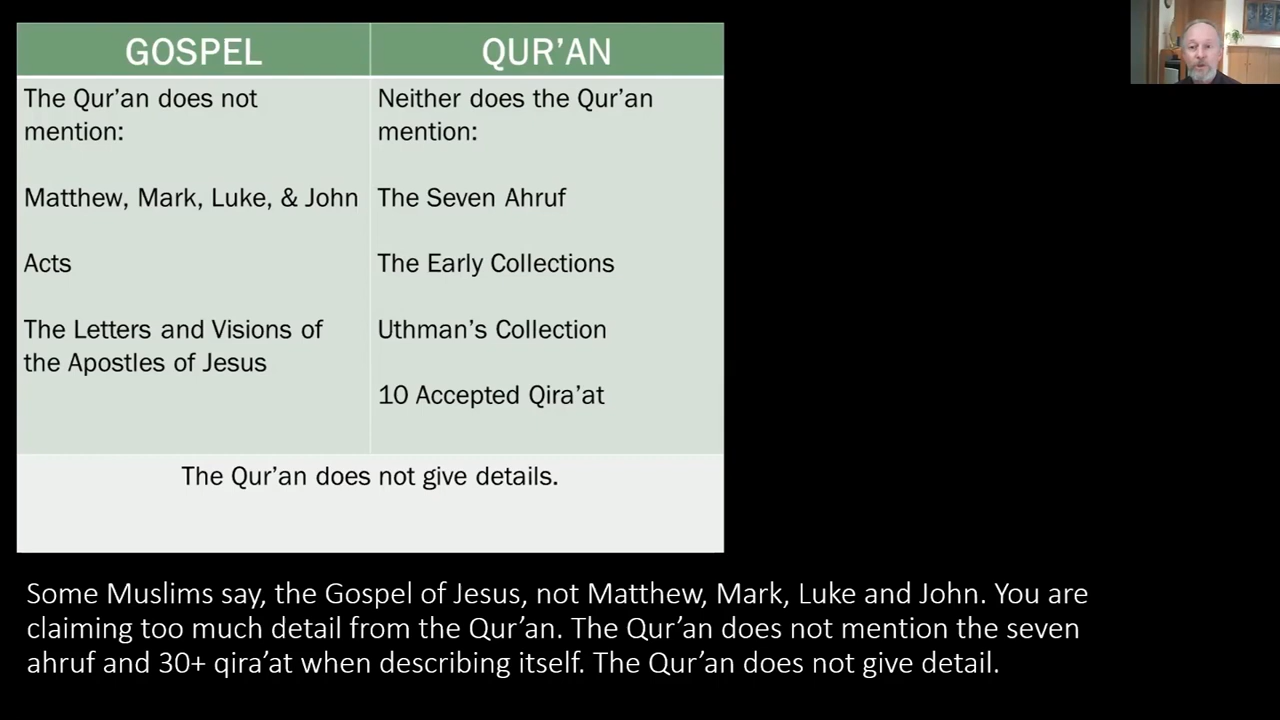 GOSPEL
QUR’AN
The Qur’an does not
mention:
Matthew, Mark, Luke, & John
Acts
The Letters and Visions of
the Apostles of Jesus
Neither does the Qur’an
mention:
The Seven Ahruf
The Early Collections
Uthman’s Collection
10 Accepted Qira’at
The Qur’an does not give details.
Some Muslims say, the Gospel of Jesus, not Matthew, Mark, Luke and John. You are
claiming too much detail from the Qur’an. The Qur’an does not mention the seven
ahruf and 30+ qira’at when describing itself. The Qur’an does not give detail.